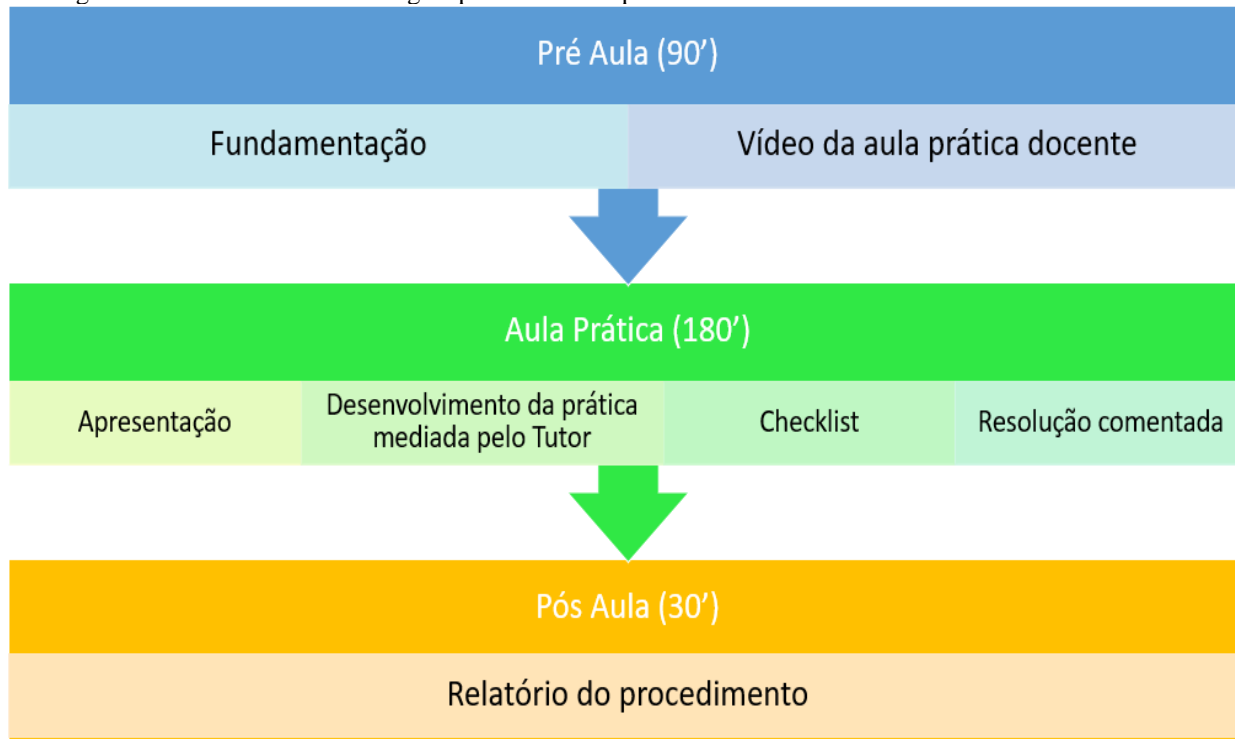 Pré Aula (90’)
Fundamentação
Vídeo da aula prática docente
Aula Prática (180’)
Apresentação
Desenvolvimento da prática
mediada pelo Tutor
Checklist
Resolução comentada
Pós Aula (30’)
Relatório do procedimento